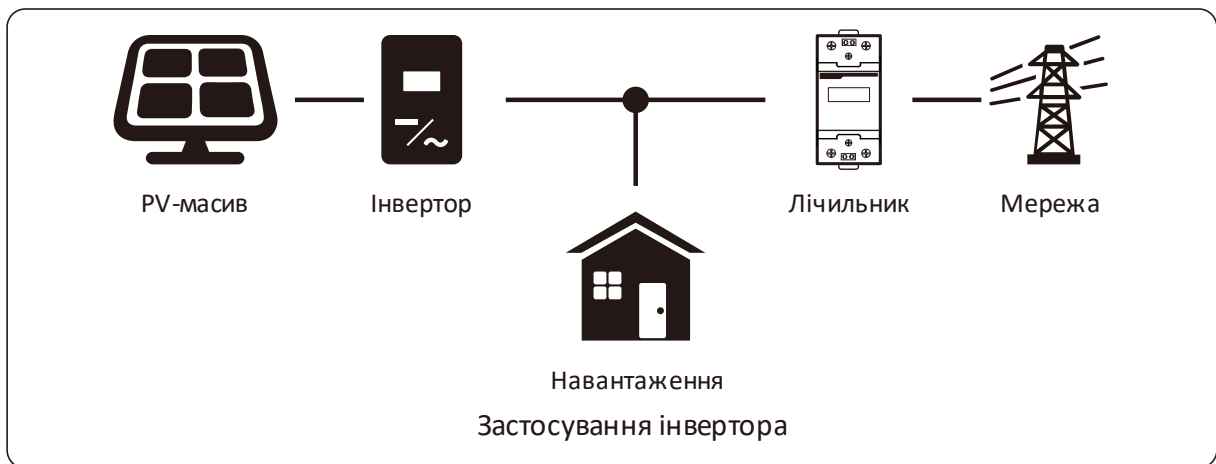 PV-масив
Інвертор
Лічильник
Мережа
Навантаження
Застосування інвертора